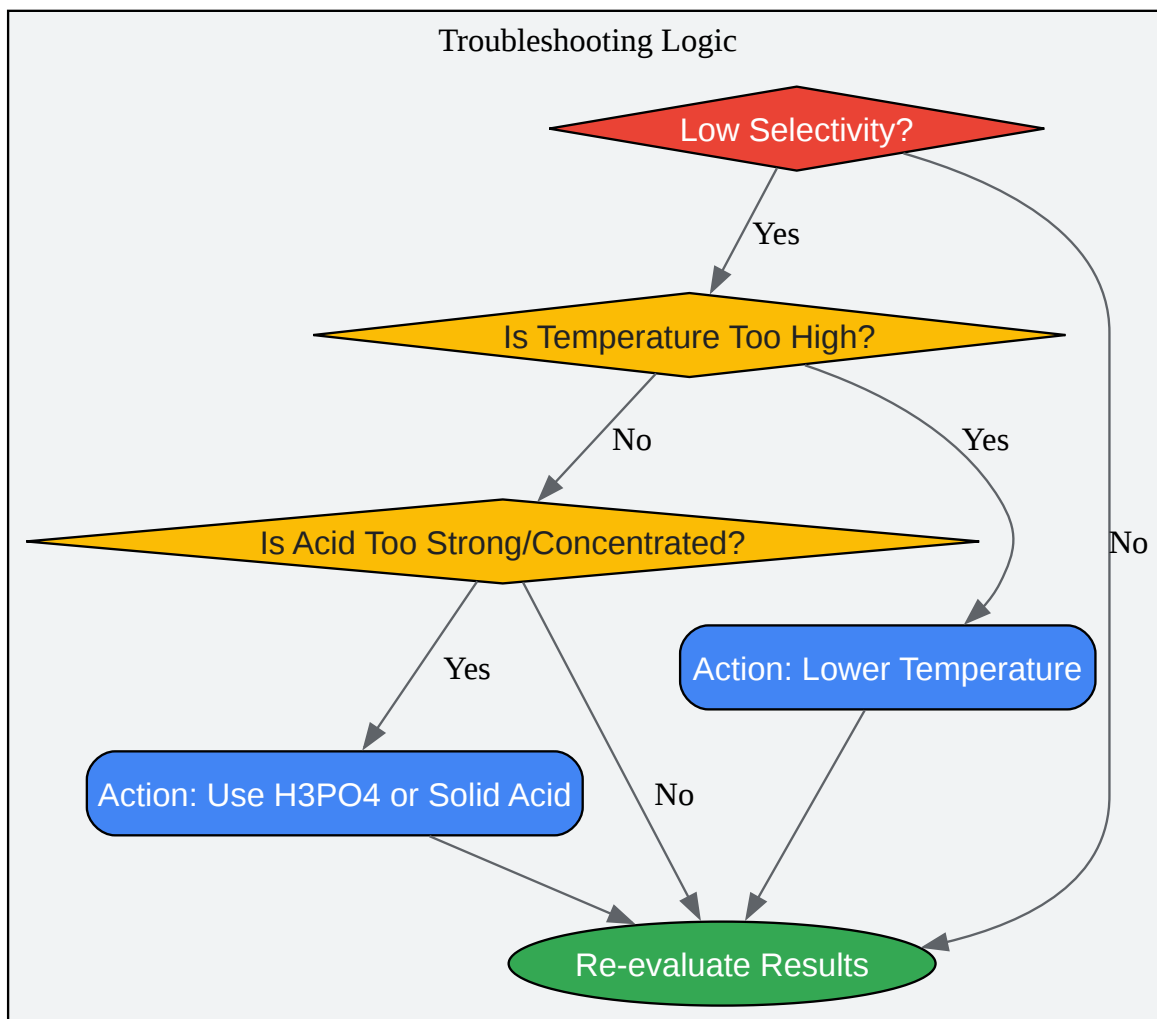 Troubleshooting Logic
Low Selectivity?
Yes
Is Temperature Too High?
No
Yes
Is Acid Too Strong/Concentrated?
No
Yes
Action: Lower Temperature
Action: Use H3PO4 or Solid Acid
No
Re-evaluate Results